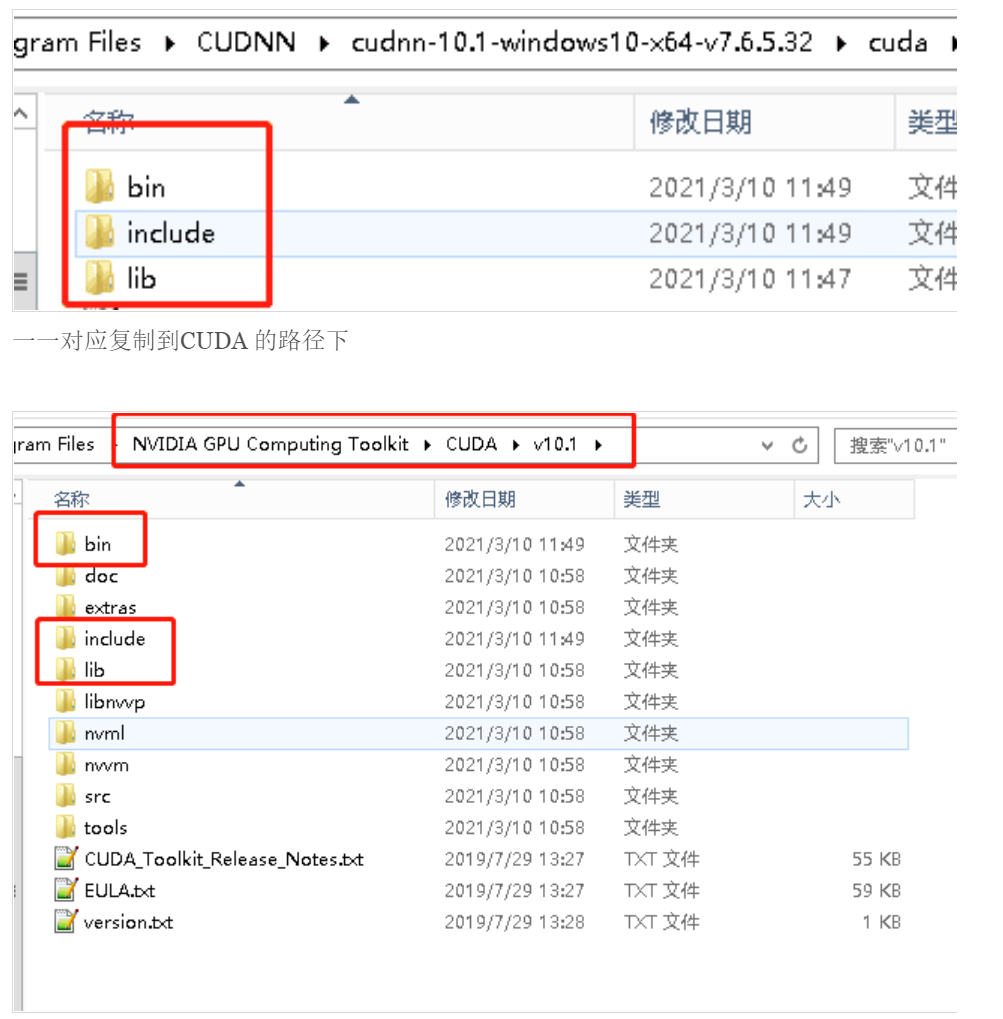 gram Files ▸ CUDNN ▸ cudnn-10.1-windows10-x64-v7.6.5.32 ▸ cuda ▸
名称 修改日期 类型
bin 2021/3/10 11:49 文件
include 2021/3/10 11:49 文件
lib 2021/3/10 11:47 文件
一一对应复制到CUDA 的路径下
ram Files ▸ NVIDIA GPU Computing Toolkit ▸ CUDA ▸ v10.1 ▸ 搜索"v10.1"
名称 修改日期 类型 大小
bin 2021/3/10 11:49 文件夹
doc 2021/3/10 10:58 文件夹
extras 2021/3/10 10:58 文件夹
include 2021/3/10 11:49 文件夹
lib 2021/3/10 10:58 文件夹
libnvvp 2021/3/10 10:58 文件夹
nvml 2021/3/10 10:58 文件夹
nvvm 2021/3/10 10:58 文件夹
src 2021/3/10 10:58 文件夹
tools 2021/3/10 10:58 文件夹
CUDA_Toolkit_Release_Notes.txt 2019/7/29 13:27 TXT 文件 55 KB
EULA.txt 2019/7/29 13:27 TXT 文件 59 KB
version.txt 2019/7/29 13:28 TXT 文件 1 KB